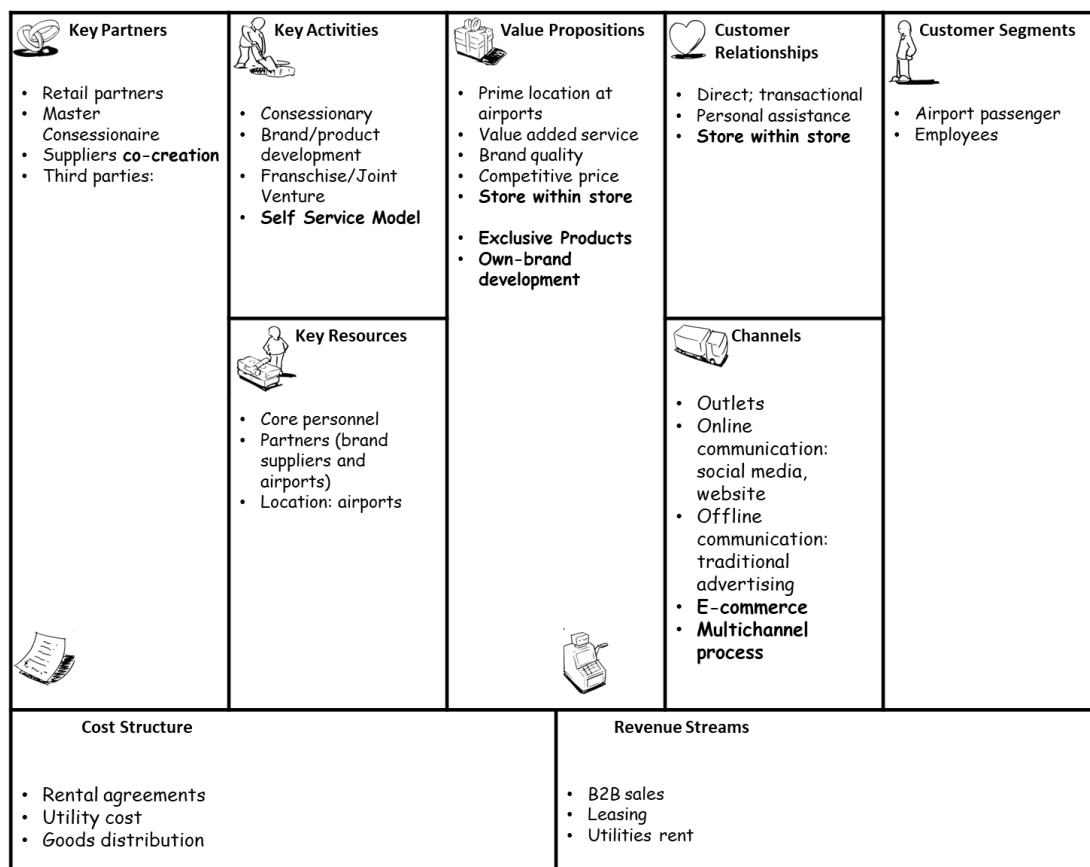 Key Partners
• Retail partners
• Master
Consessionaire
• Suppliers co-creation
• Third parties:
Key Activities
• Consessionary
• Brand/product
development
• Franschise/Joint
Venture
• Self Service Model
Key Resources
• Core personnel
• Partners (brand
suppliers and
airports)
• Location: airports
Value Propositions
• Prime location at
airports
• Value added service
• Brand quality
• Competitive price
• Store within store
• Exclusive Products
• Own-brand
development
Customer
Relationships
• Direct; transactional
• Personal assistance
• Store within store
Channels
• Outlets
• Online
communication:
social media,
website
• Offline
communication:
traditional
advertising
• E-commerce
• Multichannel
process
Customer Segments
• Airport passenger
• Employees
Cost Structure
• Rental agreements
• Utility cost
• Goods distribution
Revenue Streams
• B2B sales
• Leasing
• Utilities rent